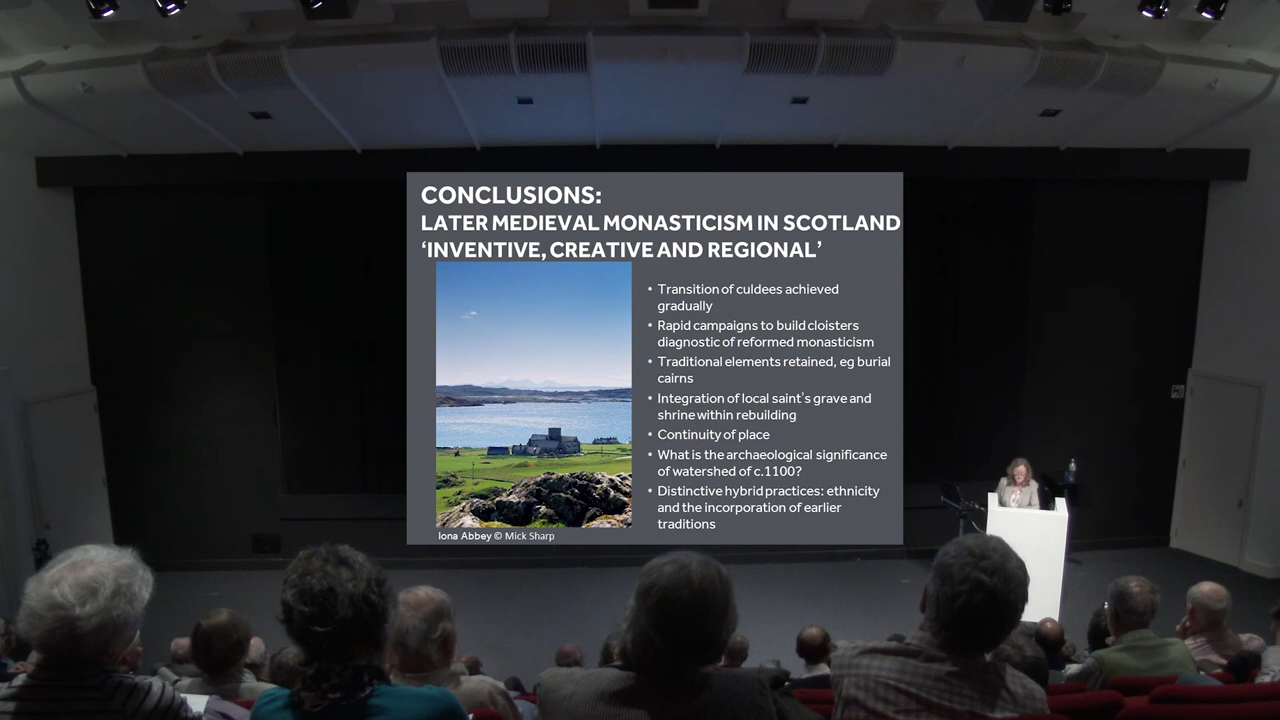 CONCLUSIONS:
LATER MEDIEVAL MONASTICISM IN SCOTLAND
‘INVENTIVE, CREATIVE AND REGIONAL’
• Transition of culdees achieved
gradually
• Rapid campaigns to build cloisters
diagnostic of reformed monasticism
• Traditional elements retained, eg burial
cairns
• Integration of local saint's grave and
shrine within rebuilding
• Continuity of place
• What is the archaeological significance
of watershed of c.1100?
• Distinctive hybrid practices: ethnicity
and the incorporation of earlier
traditions
Iona Abbey © Mick Sharp